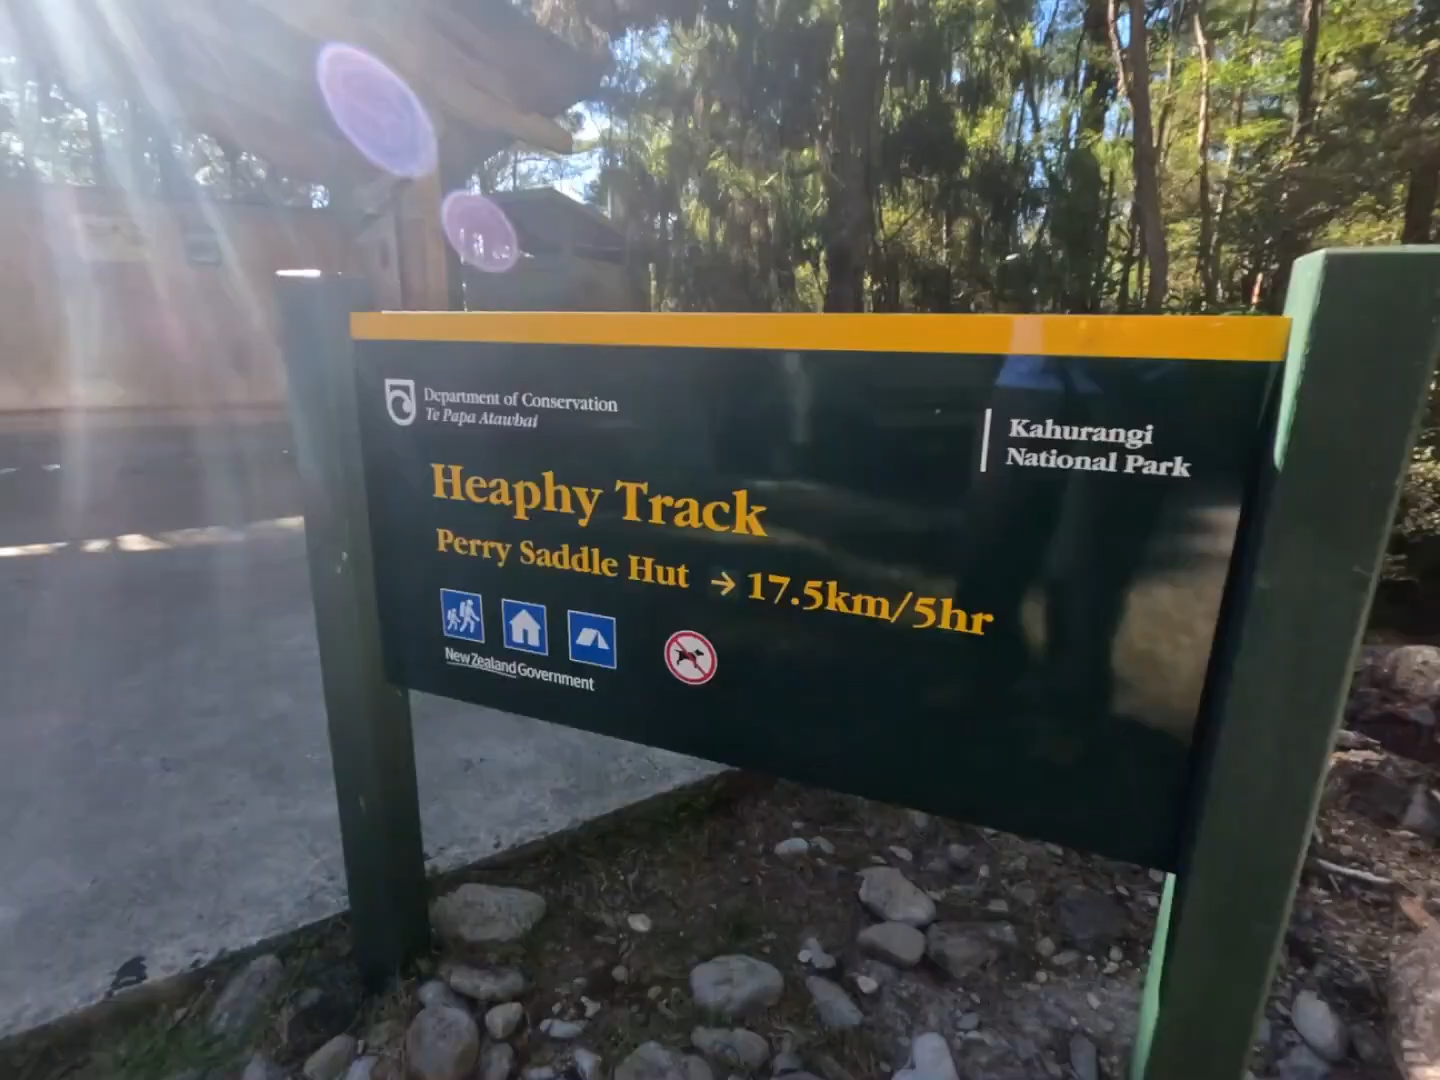 Department of Conservation
Te Papa Atawhai
Kahurangi
National Park
Heaphy Track
Perry Saddle Hut → 17.5km/5hr
New Zealand Government